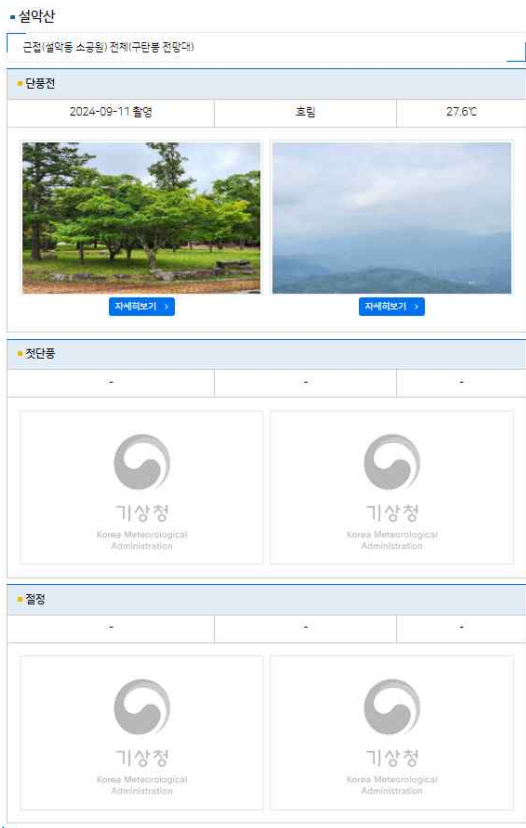 설악산
근접(설악동 소공원) 전체(구단봉 전망대)
단풍전
2024-09-11 촬영 흐림 27.6℃
자세히보기 > 자세히보기 >
첫단풍
- - -
기상청 기상청
Korea Meteorological Korea Meteorological
Administration Administration
절정
- - -
기상청 기상청
Korea Meteorological Korea Meteorological
Administration Administration